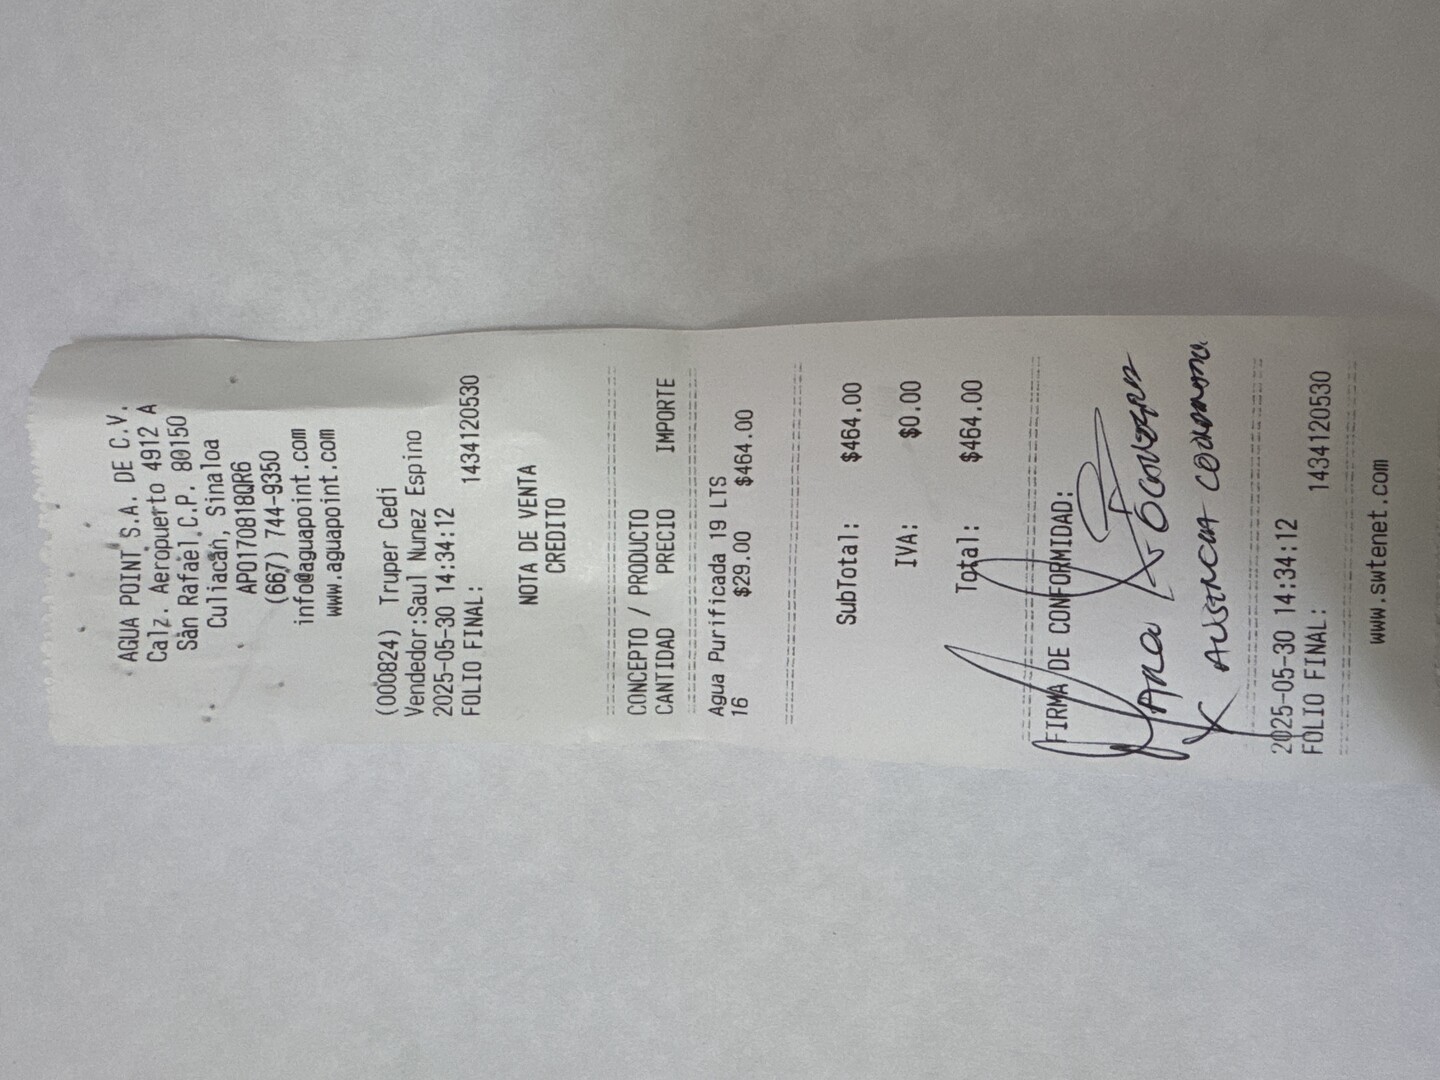 AGUA POINT S.A. DE C.V.
Calz. Aeropuerto 4912 A
San Rafael C.P. 80150
Culiacán, Sinaloa
APO170818QR6
(667) 744-9350
info@aguapoint.com
www.aguapoint.com
(000824) Truper Cedi
Vendedor:Saul Nunez Espino
2025-05-30 14:34:12
FOLIO FINAL: 1434120530
NOTA DE VENTA
CREDITO
CONCEPTO / PRODUCTO
CANTIDAD PRECIO IMPORTE
Agua Purificada 19 LTS
16 $29.00 $464.00
SubTotal: $464.00
IVA: $0.00
Total: $464.00
FIRMA DE CONFORMIDAD:
2025-05-30 14:34:12
FOLIO FINAL: 1434120530
www.swtenet.com